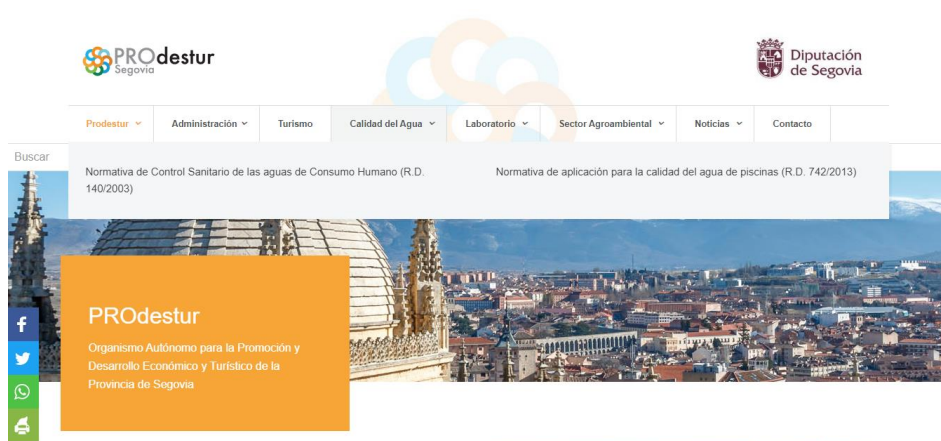 PROdestur
Segovia
Diputación
de Segovia
Prodestur
Administración
Turismo
Calidad del Agua
Laboratorio
Sector Agroambiental
Noticias
Contacto
Buscar
Normativa de Control Sanitario de las aguas de Consumo Humano (R.D.
140/2003)
Normativa de aplicación para la calidad del agua de piscinas (R.D. 742/2013)
PROdestur
Organismo Autónomo para la Promoción y
Desarrollo Económico y Turístico de la
Provincia de Segovia